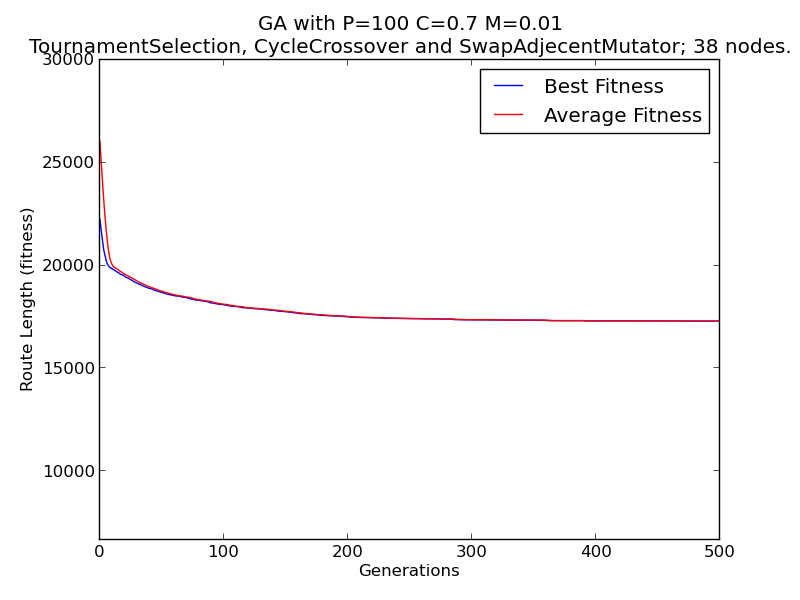 GA with P=100 C=0.7 M=0.01
TournamentSelection, CycleCrossover and SwapAdjecentMutator; 38 nodes.
30000
25000
20000
15000
10000
Route Length (fitness)
Best Fitness
Average Fitness
0 100 200 300 400 500
Generations